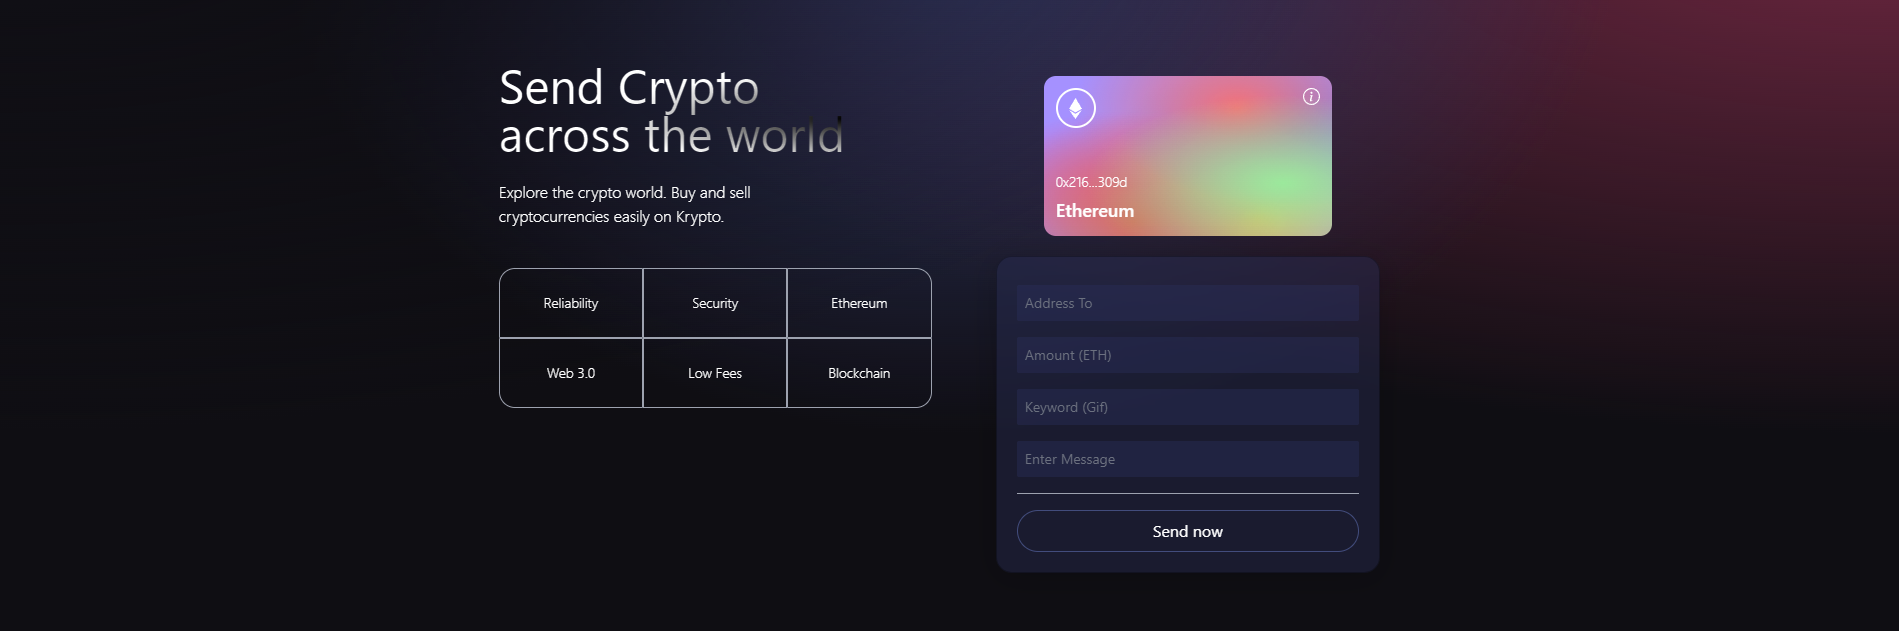 Send Crypto
across the world
Explore the crypto world. Buy and sell
cryptocurrencies easily on Krypto.
Reliability
Security
Ethereum
Web 3.0
Low Fees
Blockchain
0x216...309d
Ethereum
Address To
Amount (ETH)
Keyword (Gif)
Enter Message
Send now